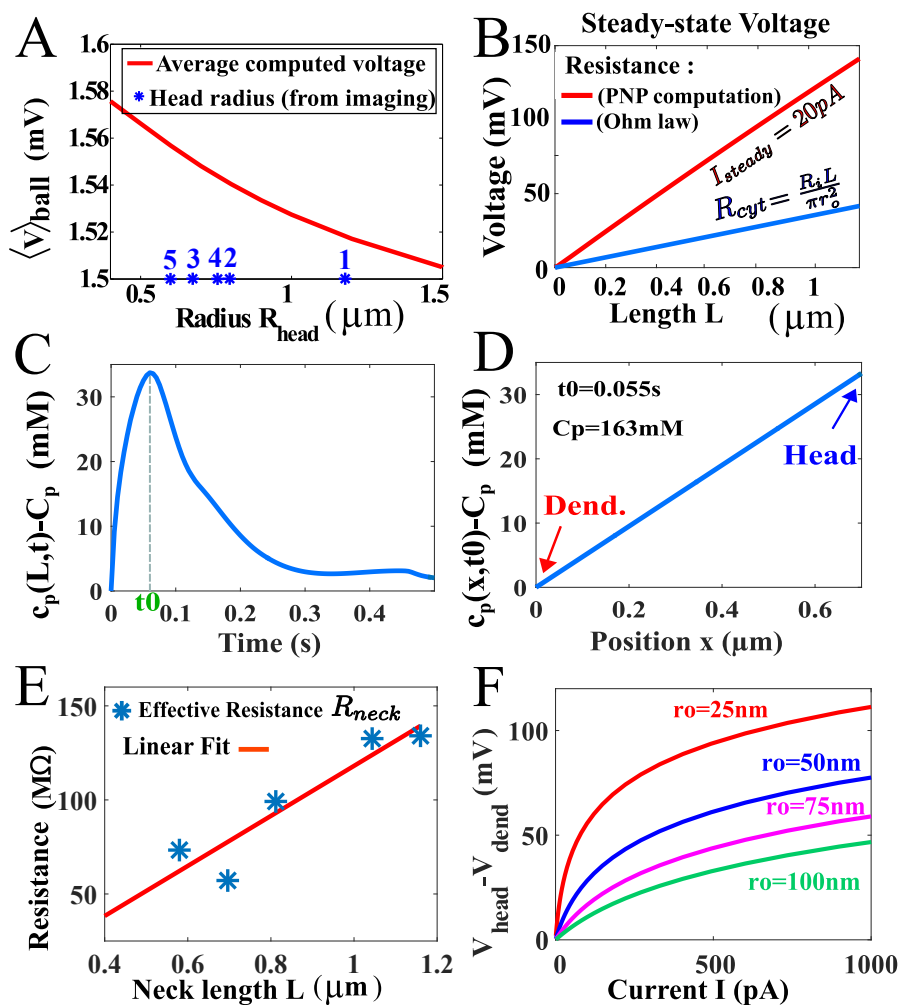 A
1.6
1.58
1.56
1.54
1.52
1.5
⟨V⟩ball (mV)
Average computed voltage
Head radius (from imaging)
5 3 42 1
0.5 1 1.5
Radius Rhead (μm)
B
Steady-state Voltage
150
100
50
0
Voltage (mV)
Resistance :
(PNP computation)
(Ohm law)
Isteady = 20pA
Rcyt = RiL/πro²
0 0.2 0.4 0.6 0.8 1
Length L (μm)
C
30
20
10
0
cp(L,t)-Cp (mM)
0 t0 0.1 0.2 0.3 0.4
Time (s)
D
30
20
10
0
cp(x,t0)-Cp (mM)
t0=0.055s
Cp=163mM
Head
Dend.
0 0.2 0.4 0.6
Position x (μm)
E
150
100
50
Resistance (MΩ)
Effective Resistance Rneck
Linear Fit
0.4 0.6 0.8 1 1.2
Neck length L (μm)
F
100
50
0
Vhead-Vdend (mV)
ro=25nm
ro=50nm
ro=75nm
ro=100nm
0 500 1000
Current I (pA)